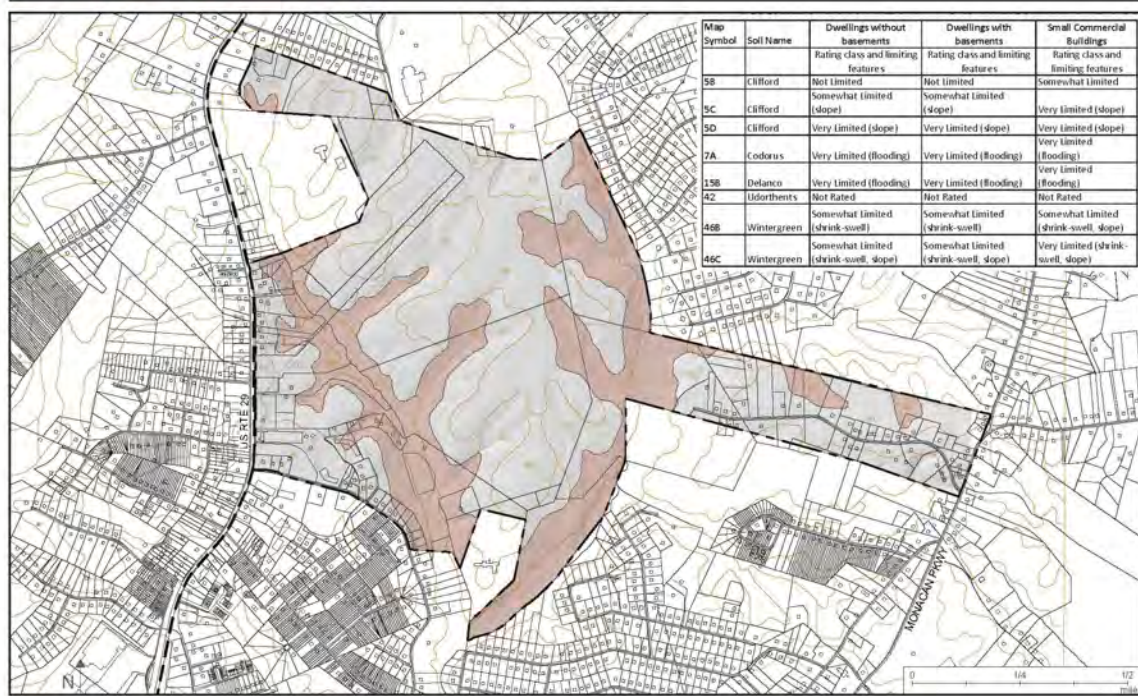 Map Symbol Soil Name Dwellings without basements Dwellings with basements Small Commercial Buildings
Rating class and limiting features Rating class and limiting features Rating class and limiting features
5B Clifford Not Limited Not Limited Somewhat Limited
5C Clifford Somewhat Limited (slope) Somewhat Limited (slope) Very Limited (slope)
5D Clifford Very Limited (slope) Very Limited (slope) Very Limited (slope)
7A Codorus Very Limited (flooding) Very Limited (flooding) Very Limited (flooding)
15B Delanco Very Limited (flooding) Very Limited (flooding) Very Limited (flooding)
42 Udorthents Not Rated Not Rated Not Rated
46B Wintergreen Somewhat Limited (shrink-swell) Somewhat Limited (shrink-swell) Somewhat Limited (shrink-swell, slope)
46C Wintergreen Somewhat Limited (shrink-swell, slope) Somewhat Limited (shrink-swell, slope) Very Limited (shrink-swell, slope)
US RTE 29
MONACAN PKWY
N
0 1/4 1/2